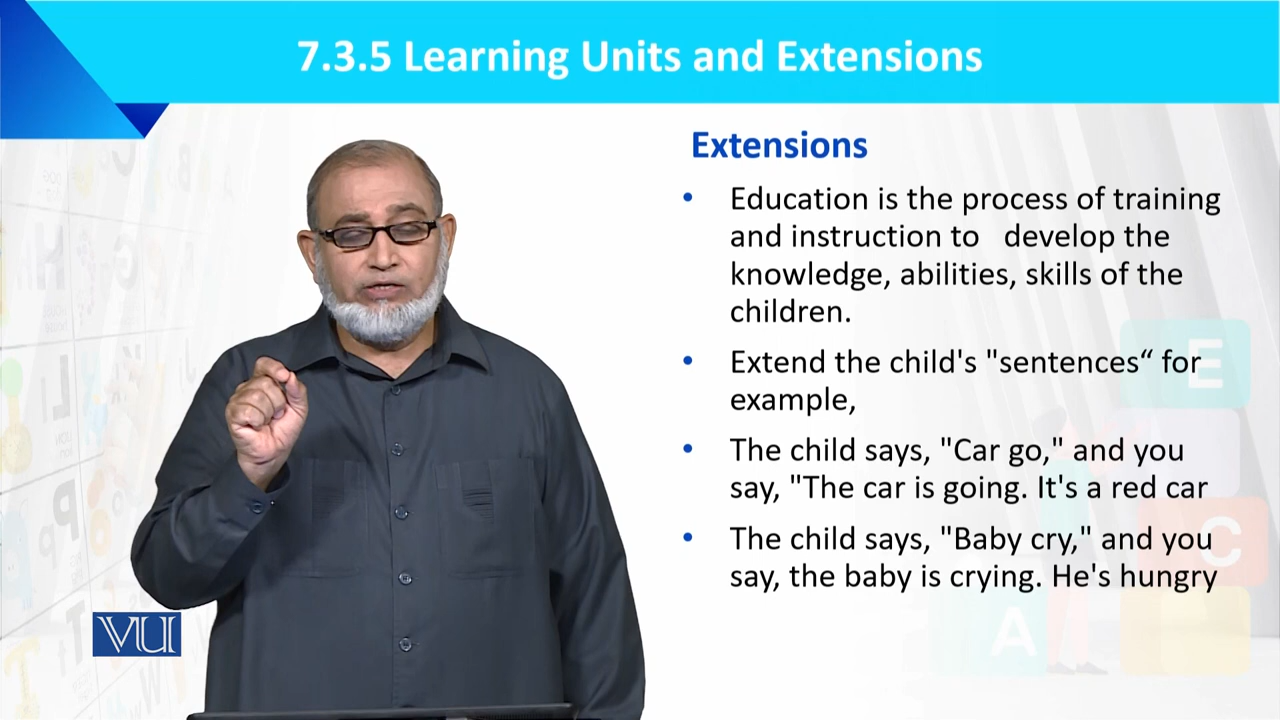 7.3.5 Learning Units and Extensions
Extensions
• Education is the process of training
and instruction to   develop the
knowledge, abilities, skills of the
children.
• Extend the child's "sentences“ for
example,
• The child says, "Car go," and you
say, "The car is going. It's a red car
• The child says, "Baby cry," and you
say, the baby is crying. He's hungry
VU
E
C
A